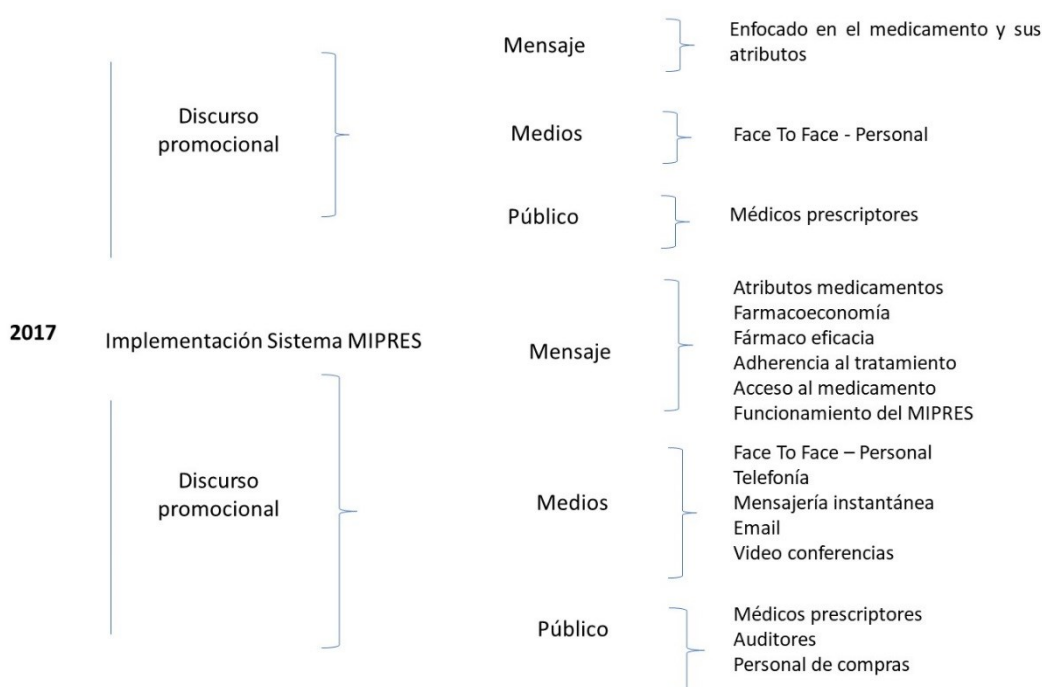 Mensaje
Enfocado en el medicamento y sus
atributos
Discurso
promocional
Medios
Face To Face - Personal
Público
Médicos prescriptores
2017
Implementación Sistema MIPRES
Mensaje
Atributos medicamentos
Farmacoeconomía
Fármaco eficacia
Adherencia al tratamiento
Acceso al medicamento
Funcionamiento del MIPRES
Discurso
promocional
Medios
Face To Face – Personal
Telefonía
Mensajería instantánea
Email
Video conferencias
Público
Médicos prescriptores
Auditores
Personal de compras